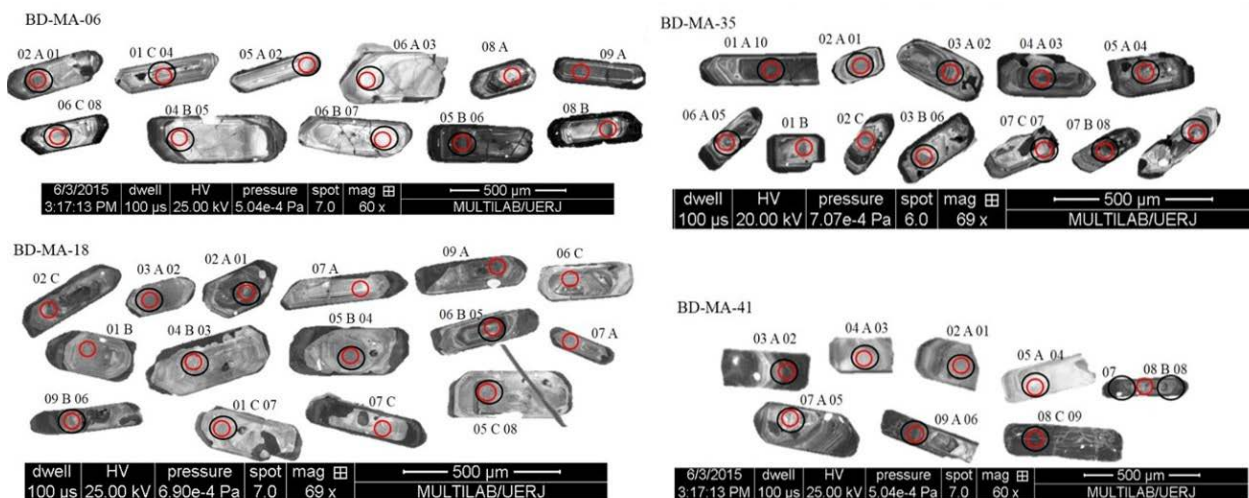 BD-MA-06
02 A 01 01 C 04 05 A 02 06 A 03 08 A 09 A
06 C 08 04 B 05 06 B 07 05 B 06 08 B
6/3/2015 dwell HV pressure spot mag ⊞ 500 µm
3:17:13 PM 100 µs 25.00 kV 5.04e-4 Pa 7.0 60 x MULTILAB/UERJ
BD-MA-18
02 C 03 A 02 02 A 01 07 A 09 A 06 C
01 B 04 B 03 05 B 04 06 B 05 07 A
09 B 06 01 C 07 07 C 05 C 08
dwell HV pressure spot mag ⊞ 500 µm
100 µs 25.00 kV 6.90e-4 Pa 7.0 69 x MULTILAB/UERJ
BD-MA-35
01 A 10 02 A 01 03 A 02 04 A 03 05 A 04
06 A 05 01 B 02 C 03 B 06 07 C 07 07 B 08
dwell HV pressure spot mag ⊞ 500 µm
100 µs 20.00 kV 7.07e-4 Pa 6.0 69 x MULTILAB/UERJ
BD-MA-41
03 A 02 04 A 03 02 A 01 05 A 04 07 08 B 08
07 A 05 09 A 06 08 C 09
6/3/2015 dwell HV pressure spot mag ⊞ 500 µm
3:17:13 PM 100 µs 25.00 kV 5.04e-4 Pa 7.0 60 x MULTILAB/UERJ